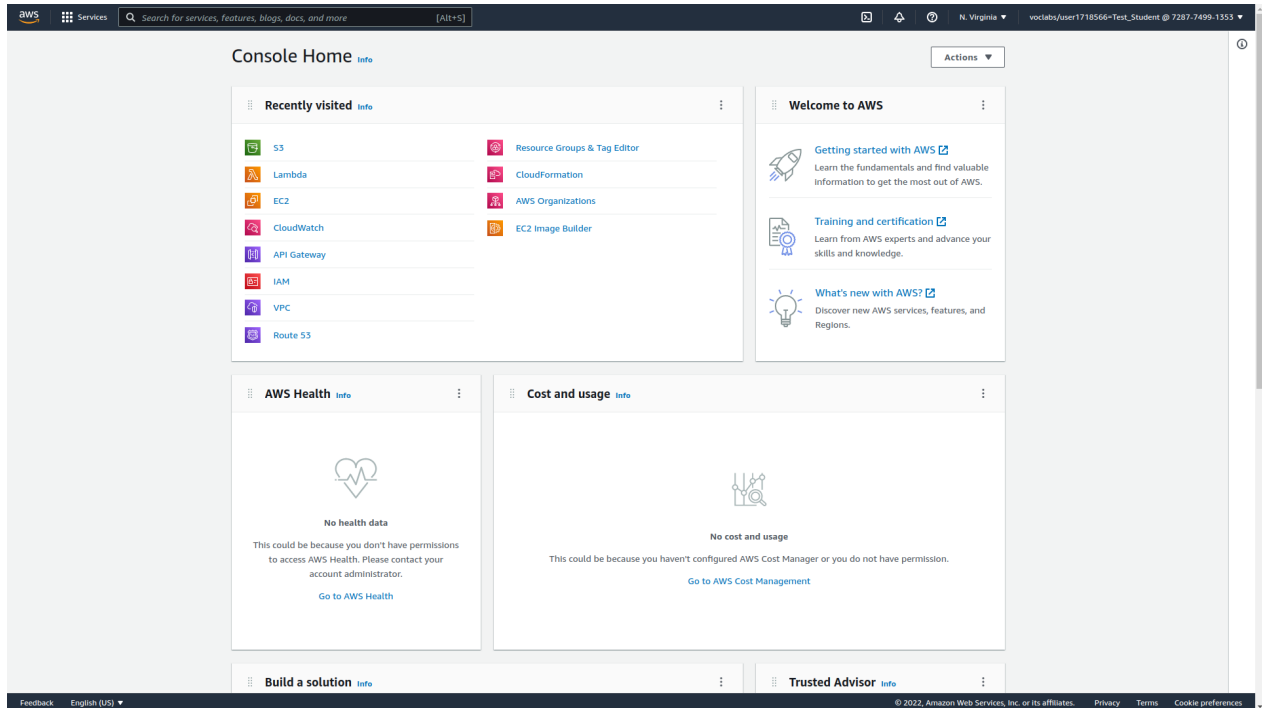 aws Services Search for services, features, blogs, docs, and more [Alt+S] N. Virginia ▼ voclabs/user1718566=Test_Student @ 7287-7499-1353 ▼
Console Home Info
Actions ▼
Recently visited Info
S3
Lambda
EC2
CloudWatch
API Gateway
IAM
VPC
Route 53
Resource Groups & Tag Editor
CloudFormation
AWS Organizations
EC2 Image Builder
Welcome to AWS
Getting started with AWS
Learn the fundamentals and find valuable
information to get the most out of AWS.
Training and certification
Learn from AWS experts and advance your
skills and knowledge.
What's new with AWS?
Discover new AWS services, features, and
Regions.
AWS Health Info
No health data
This could be because you don't have permissions
to access AWS Health. Please contact your
account administrator.
Go to AWS Health
Cost and usage Info
No cost and usage
This could be because you haven't configured AWS Cost Manager or you do not have permission.
Go to AWS Cost Management
Build a solution Info
Trusted Advisor Info
Feedback English (US) ▼ © 2022, Amazon Web Services, Inc. or its affiliates. Privacy Terms Cookie preferences